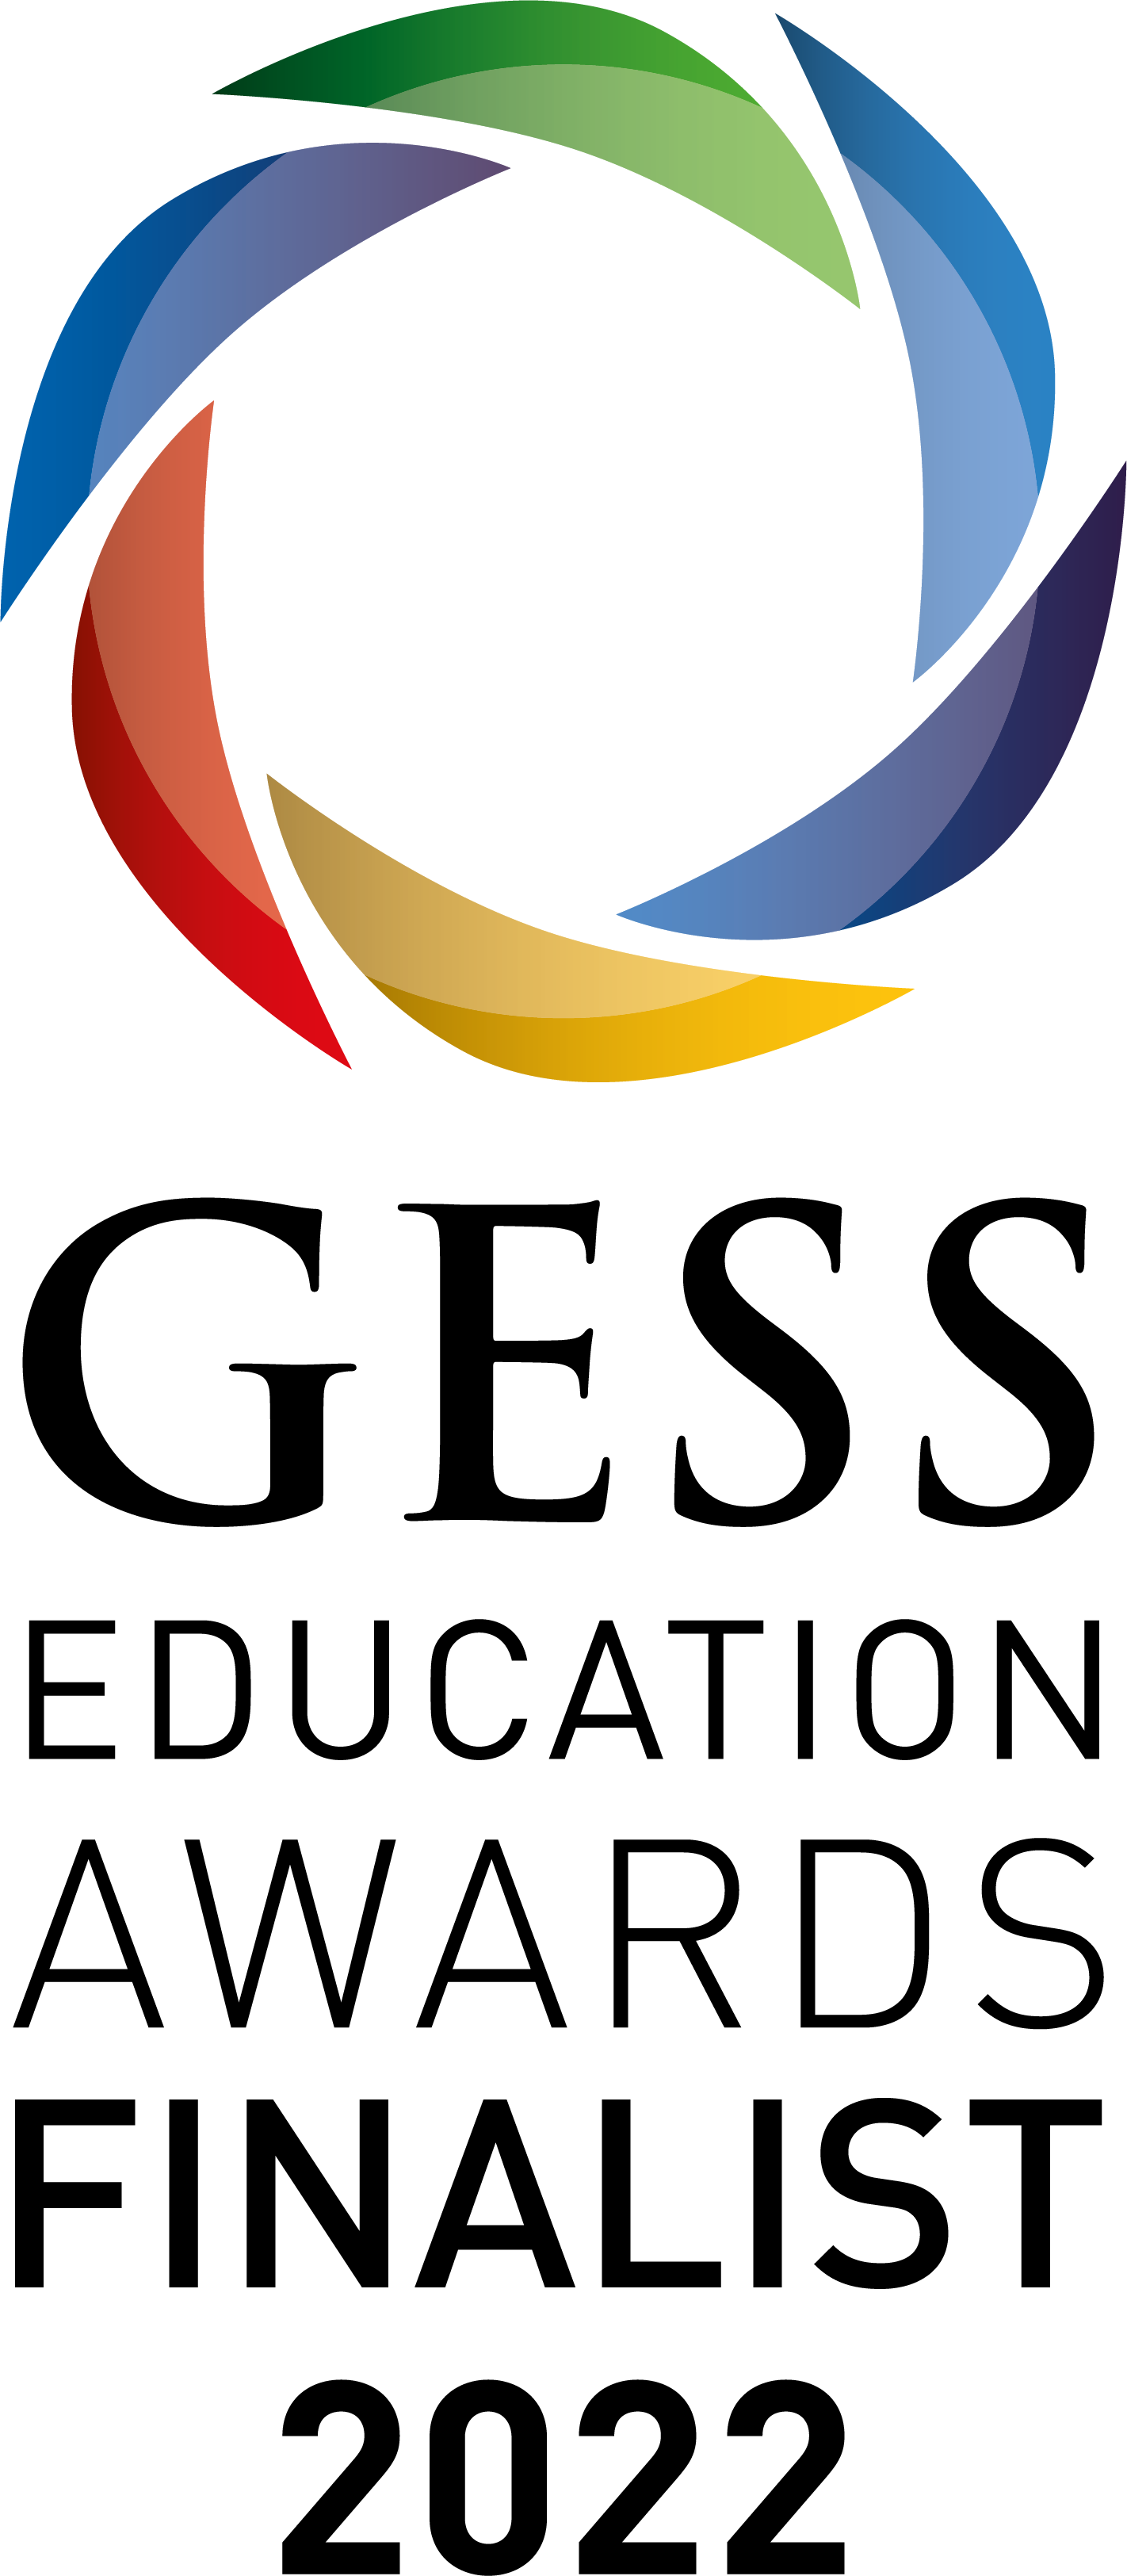 GESS
EDUCATION
AWARDS
FINALIST
2022